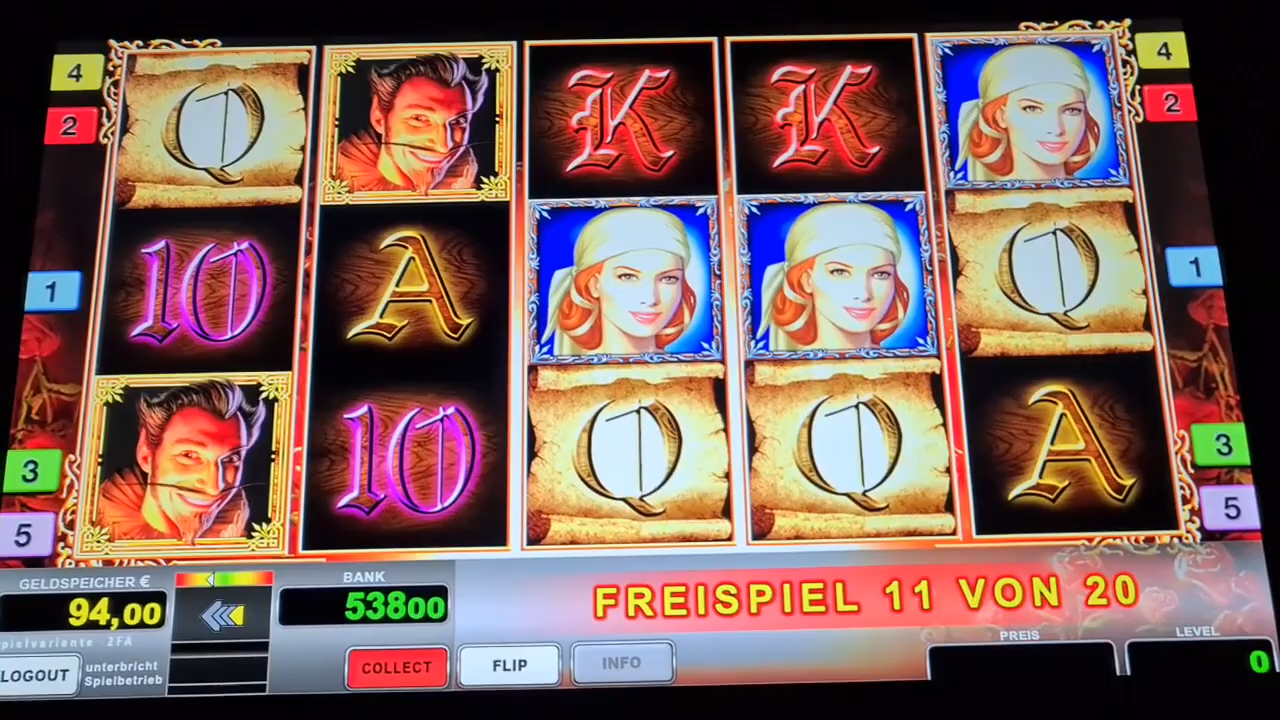 4 Q K K 4
2 2
10 A Q
1 1
3 10 Q Q A 3
5 5
GELDSPEICHER € BANK
94,00 53800 FREISPIEL 11 VON 20
pielvariente 2FA PREIS LEVEL
LOGOUT unterbricht COLLECT FLIP INFO 0
Spielbetrieb